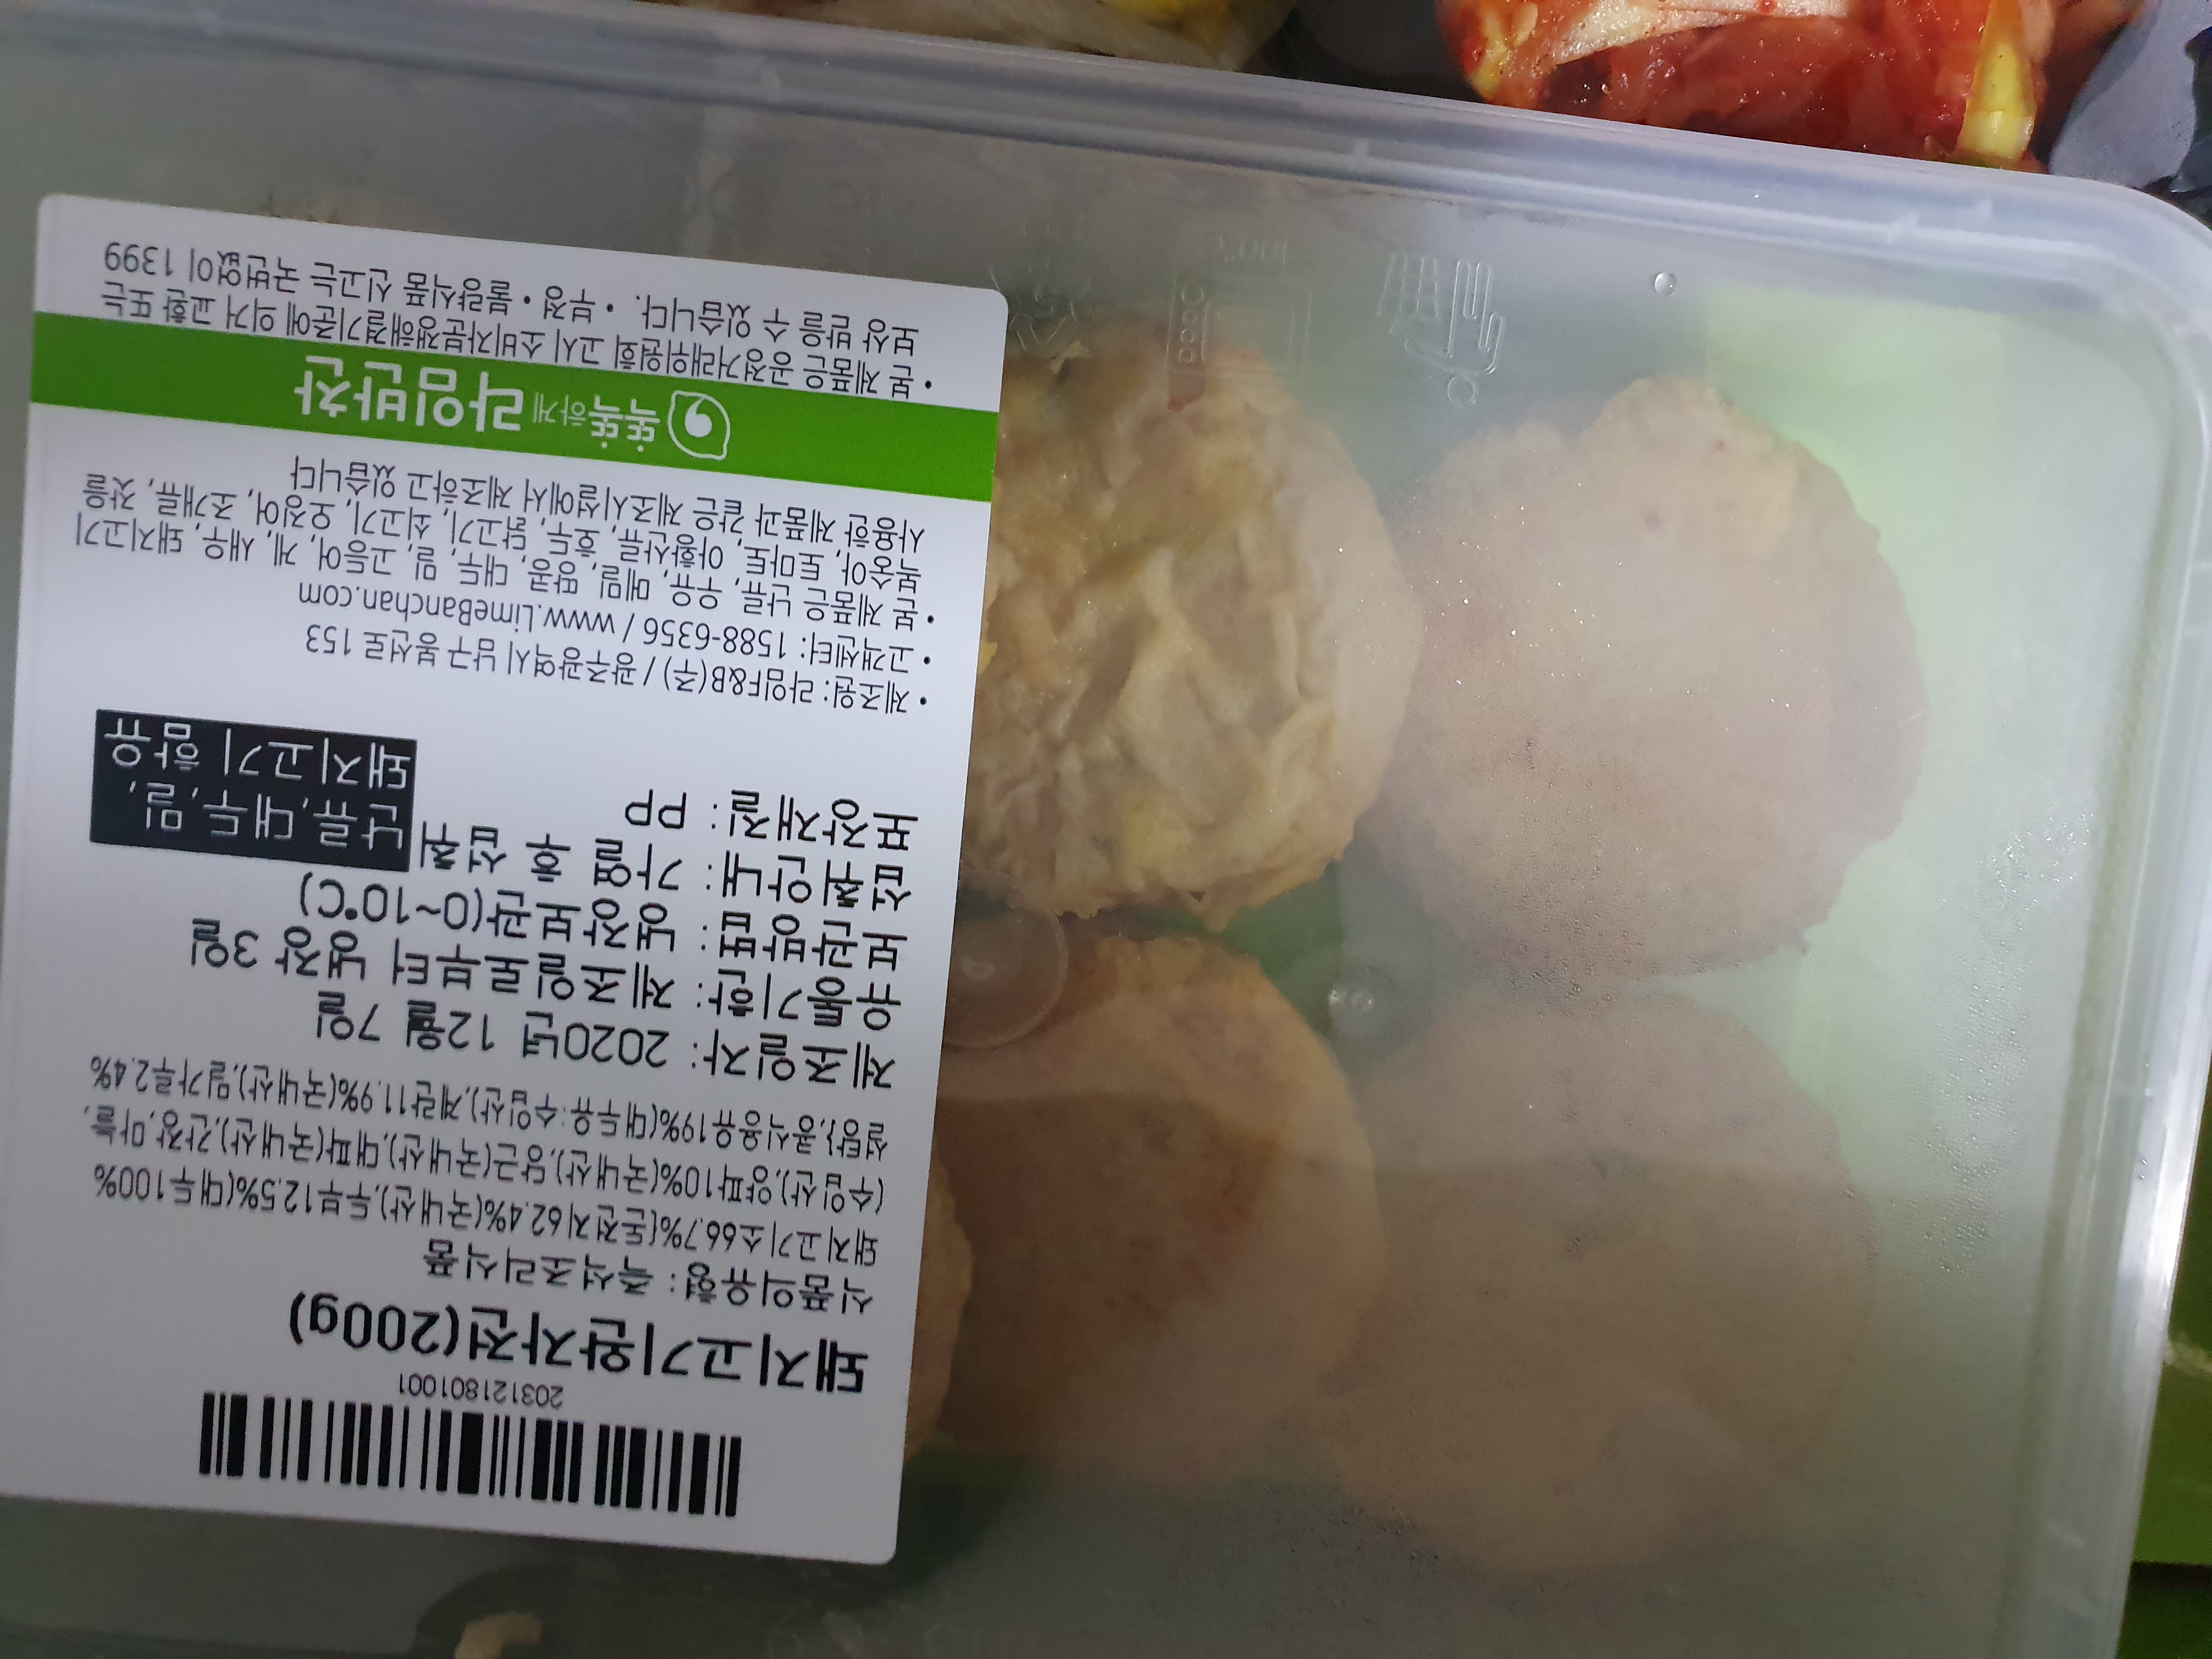 203121801001
돼지고기완자전(200g)
식품의유형: 즉석조리식품
돼지고기소66.7%{돈전지62.4%(국내산),두부12.5%(대두100%
(수입산),양파10%(국내산),당근(국내산),대파(국내산),간장,마늘,
설탕},콩식용유19%(대두유:수입산),계란11.9%(국내산),밀가루2.4%
제조일자: 2020년 12월 7일
유통기한: 제조일로부터 냉장 3일
보관방법: 냉장보관(0~10℃)
섭취안내: 가열 후 섭취
포장재질: PP
난류,대두,밀,
돼지고기 함유
• 제조원: 라임F&B(주) / 광주광역시 남구 봉선로 153
• 고객센터: 1588-6356 / www.LimeBanchan.com
• 본 제품은 난류, 우유, 메밀, 땅콩, 대두, 밀, 고등어, 게, 새우, 돼지고기
복숭아, 토마토, 아황산류, 호두, 닭고기, 쇠고기, 오징어, 조개류, 잣을
사용한 제품과 같은 제조시설에서 제조하고 있습니다
똑똑하게 라임반찬
• 본 제품은 공정거래위원회 고시 소비자분쟁해결기준에 의거 교환 또는
보상 받을 수 있습니다. • 부정 • 불량식품 신고는 국번없이 1399
100°C